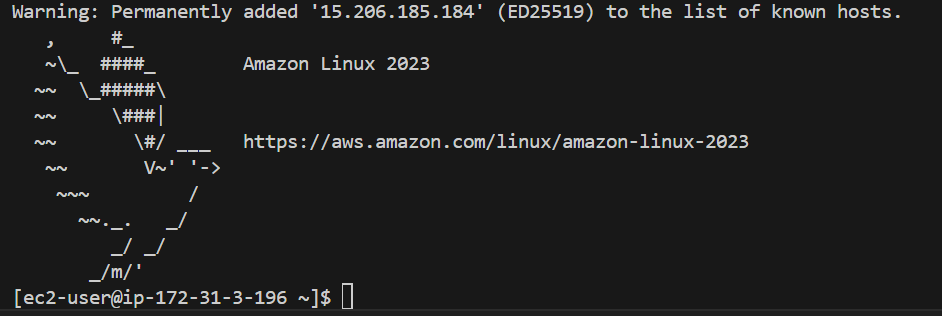 Warning: Permanently added '15.206.185.184' (ED25519) to the list of known hosts.
   ,     #_
   ~\_  ####_        Amazon Linux 2023
  ~~  \_#####\
  ~~     \###|
  ~~       \#/ ___   https://aws.amazon.com/linux/amazon-linux-2023
   ~~       V~' '->
    ~~~         /
      ~~._.   _/
         _/ _/
       _/m/'
[ec2-user@ip-172-31-3-196 ~]$